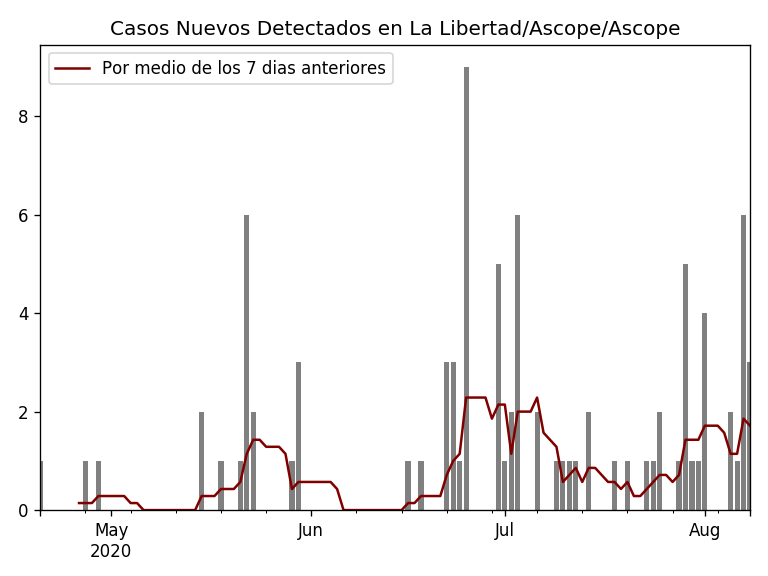 Casos Nuevos Detectados en La Libertad/Ascope/Ascope
Por medio de los 7 dias anteriores
8
6
4
2
0
May Jun Jul Aug
2020